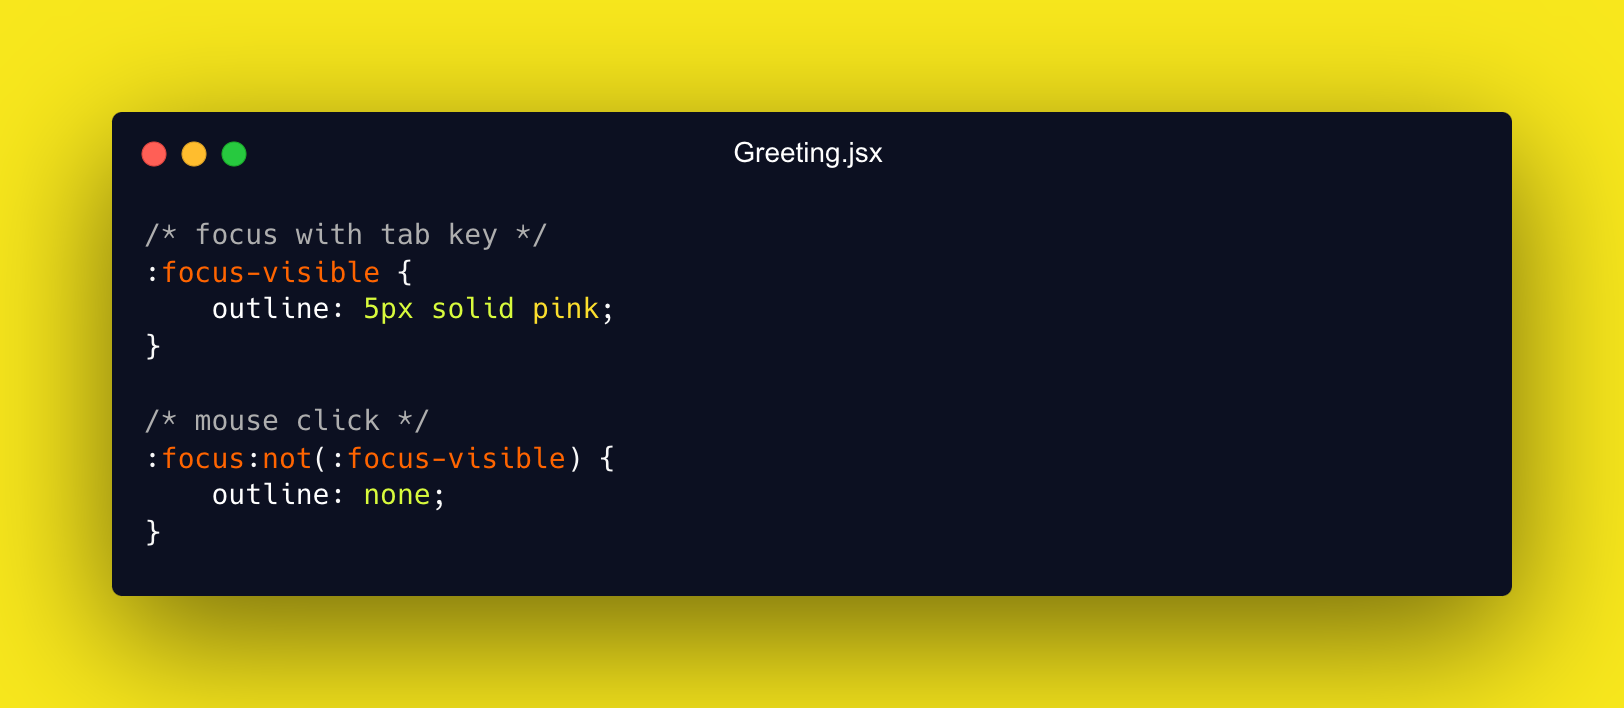 Greeting.jsx
/* focus with tab key */
:focus-visible {
    outline: 5px solid pink;
}

/* mouse click */
:focus:not(:focus-visible) {
    outline: none;
}